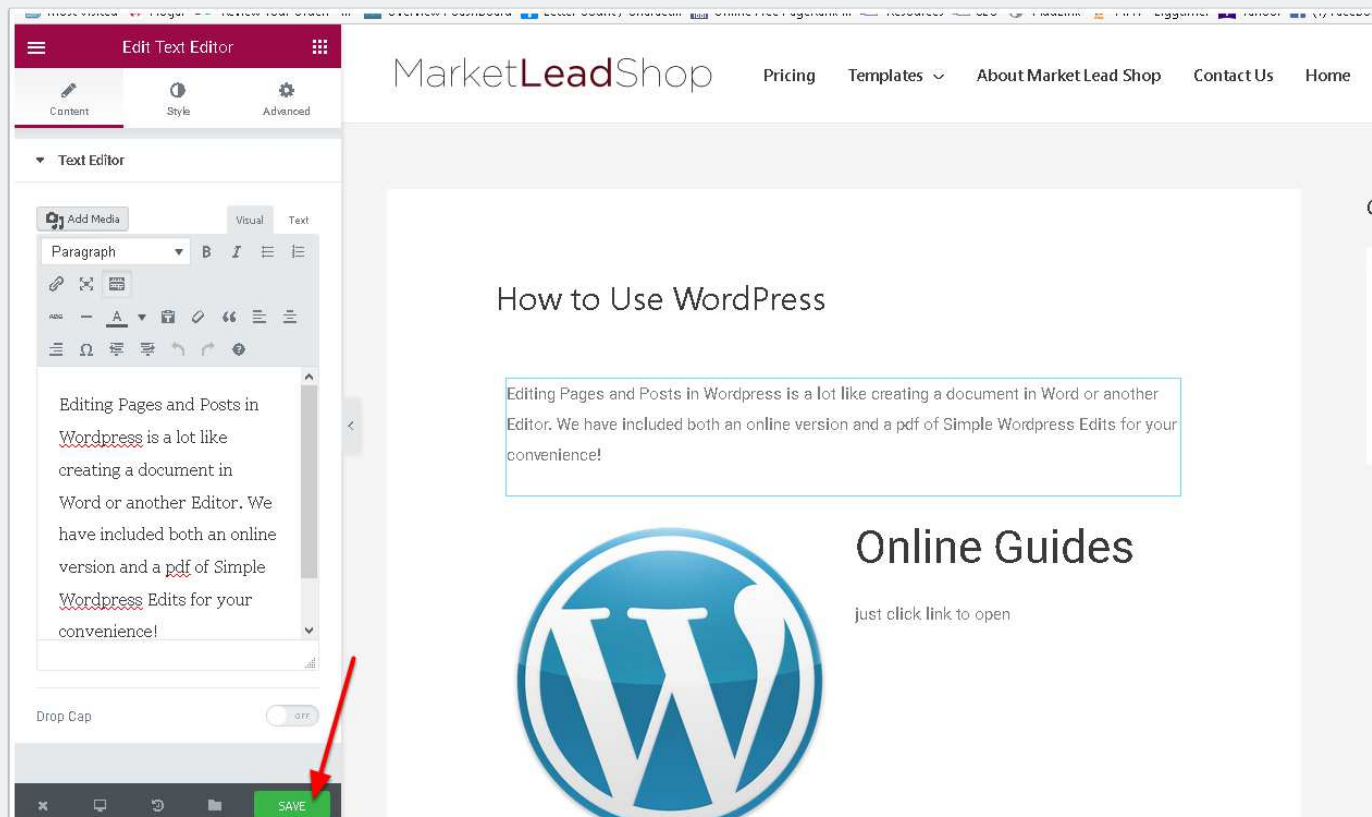 Edit Text Editor
Content Style Advanced
Text Editor
Add Media
Visual Text
Paragraph
B I
ABC A
Editing Pages and Posts in
Wordpress is a lot like
creating a document in
Word or another Editor. We
have included both an online
version and a pdf of Simple
Wordpress Edits for your
convenience!
Drop Cap OFF
SAVE
MarketLeadShop
Pricing Templates About Market Lead Shop Contact Us Home
How to Use WordPress
Editing Pages and Posts in Wordpress is a lot like creating a document in Word or another
Editor. We have included both an online version and a pdf of Simple Wordpress Edits for your
convenience!
W
Online Guides
just click link to open